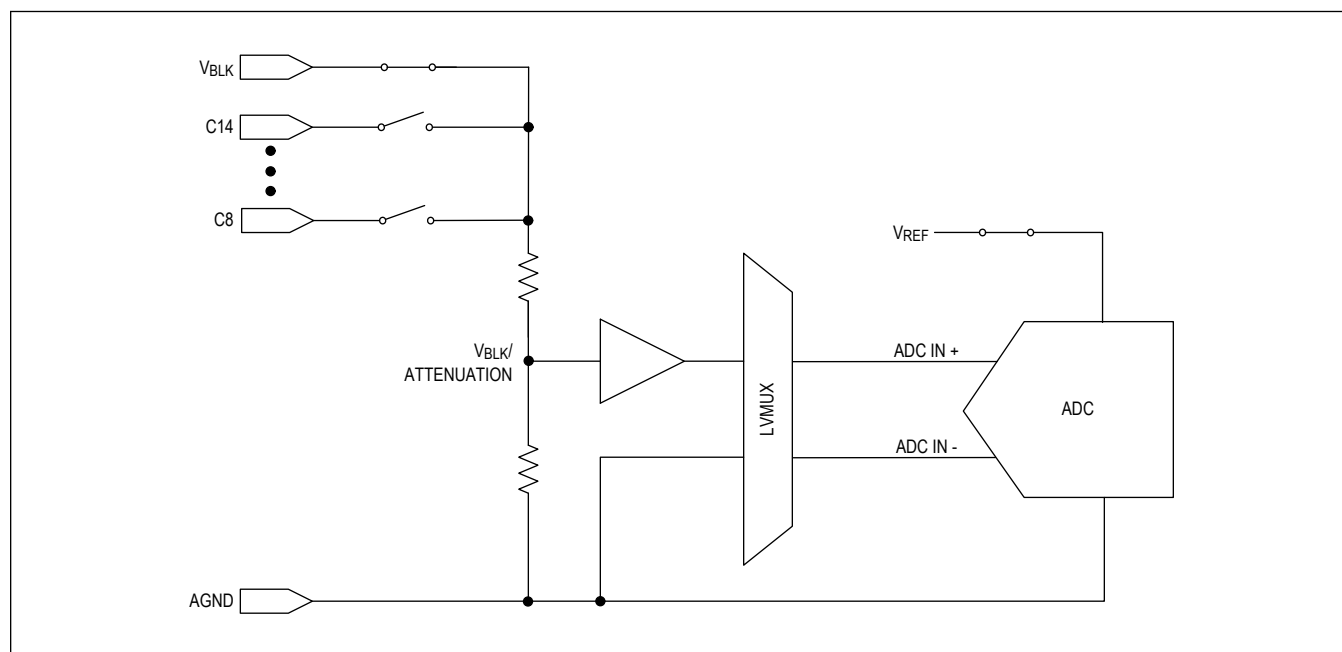 VBLK
C14
C8
VREF
VBLK/
ATTENUATION
LVMUX
ADC IN +
ADC
ADC IN -
AGND